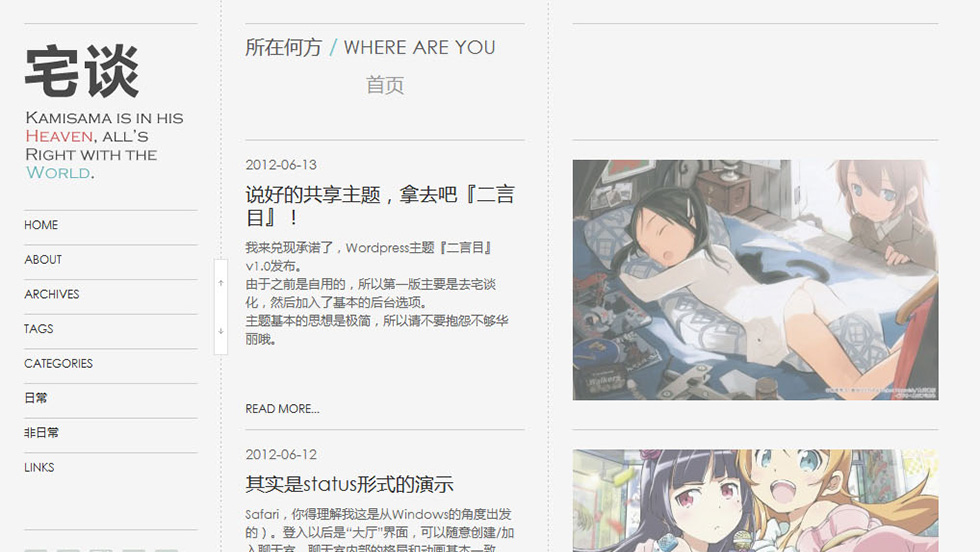 宅谈
KAMISAMA IS IN HIS
HEAVEN, ALL'S
RIGHT WITH THE
WORLD.
HOME
ABOUT
ARCHIVES
TAGS
CATEGORIES
日常
非日常
LINKS
所在何方 / WHERE ARE YOU
首页
2012-06-13
说好的共享主题，拿去吧『二言
目』！
我来兑现承诺了，Wordpress主题『二言目』
v1.0发布。
由于之前是自用的，所以第一版主要是去宅谈
化，然后加入了基本的后台选项。
主题基本的思想是极简，所以请不要抱怨不够华
丽哦。
READ MORE...
2012-06-12
其实是status形式的演示
Safari，你得理解我这是从Windows的角度出发
的）。登入以后是“大厅”界面，可以随意创建/加
入聊天室，聊天室内部的格局和动画基本一致